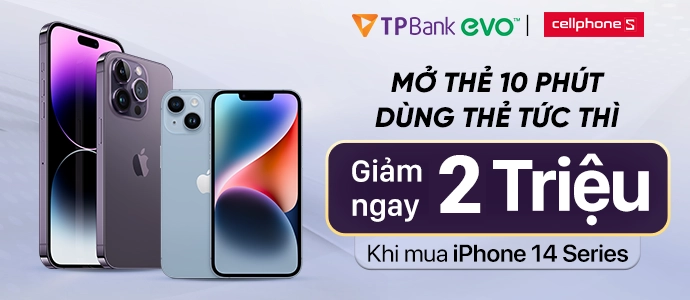 TPBank evo™ | cellphoneS
MỞ THẺ 10 PHÚT
DÙNG THẺ TỨC THÌ
Giảm ngay 2 Triệu
Khi mua iPhone 14 Series